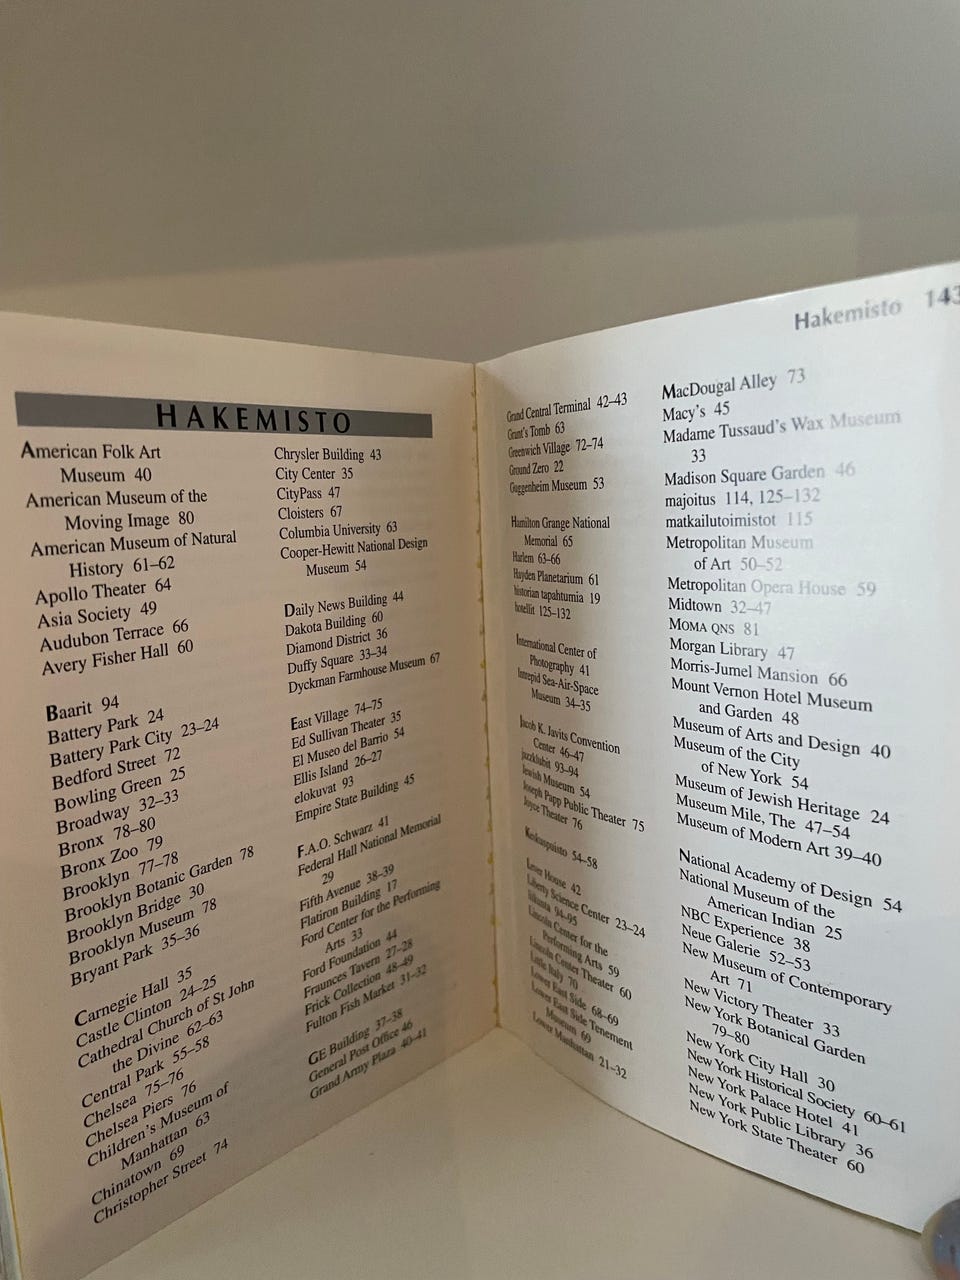 HAKEMISTO
American Folk Art
Museum 40
American Museum of the
Moving Image 80
American Museum of Natural
History 61–62
Apollo Theater 64
Asia Society 49
Audubon Terrace 66
Avery Fisher Hall 60
Baarit 94
Battery Park 24
Battery Park City 23–24
Bedford Street 72
Bowling Green 25
Broadway 32–33
Bronx 78–80
Bronx Zoo 79
Brooklyn 77–78
Brooklyn Botanic Garden 78
Brooklyn Bridge 30
Brooklyn Museum 78
Bryant Park 35–36
Carnegie Hall 35
Castle Clinton 24–25
Cathedral Church of St John
the Divine 62–63
Central Park 55–58
Chelsea 75–76
Chelsea Piers 76
Children's Museum of
Manhattan 63
Chinatown 69
Christopher Street 74
Chrysler Building 43
City Center 35
CityPass 47
Cloisters 67
Columbia University 63
Cooper-Hewitt National Design
Museum 54
Daily News Building 44
Dakota Building 60
Diamond District 36
Duffy Square 33–34
Dyckman Farmhouse Museum 67
East Village 74–75
Ed Sullivan Theater 35
El Museo del Barrio 54
Ellis Island 26–27
elokuvat 93
Empire State Building 45
F.A.O. Schwarz 41
Federal Hall National Memorial
29
Fifth Avenue 38–39
Flatiron Building 17
Ford Center for the Performing
Arts 33
Ford Foundation 44
Fraunces Tavern 27–28
Frick Collection 48–49
Fulton Fish Market 31–32
GE Building 37–38
General Post Office 46
Grand Army Plaza 40–41
Hakemisto 143
Grand Central Terminal 42–43
Grant's Tomb 63
Greenwich Village 72–74
Ground Zero 22
Guggenheim Museum 53
Hamilton Grange National
Memorial 65
Harlem 63–66
Hayden Planetarium 61
historian tapahtumia 19
hotellit 125–132
International Center of
Photography 41
Intrepid Sea-Air-Space
Museum 34–35
Jacob K. Javits Convention
Center 46–47
jazzklubit 93–94
Jewish Museum 54
Joseph Papp Public Theater 75
Joyce Theater 76
Keskuspuisto 54–58
Lever House 42
Liberty Science Center 23–24
liikunta 94–95
Lincoln Center for the
Performing Arts 59
Lincoln Center Theater 60
Little Italy 70
Lower East Side 68–69
Lower East Side Tenement
Museum 69
Lower Manhattan 21–32
MacDougal Alley 73
Macy's 45
Madame Tussaud's Wax Museum
33
Madison Square Garden 46
majoitus 114, 125–132
matkailutoimistot 115
Metropolitan Museum
of Art 50–52
Metropolitan Opera House 59
Midtown 32–47
MOMA QNS 81
Morgan Library 47
Morris-Jumel Mansion 66
Mount Vernon Hotel Museum
and Garden 48
Museum of Arts and Design 40
Museum of the City
of New York 54
Museum of Jewish Heritage 24
Museum Mile, The 47–54
Museum of Modern Art 39–40
National Academy of Design 54
National Museum of the
American Indian 25
NBC Experience 38
Neue Galerie 52–53
New Museum of Contemporary
Art 71
New Victory Theater 33
New York Botanical Garden
79–80
New York City Hall 30
New York Historical Society 60–61
New York Palace Hotel 41
New York Public Library 36
New York State Theater 60